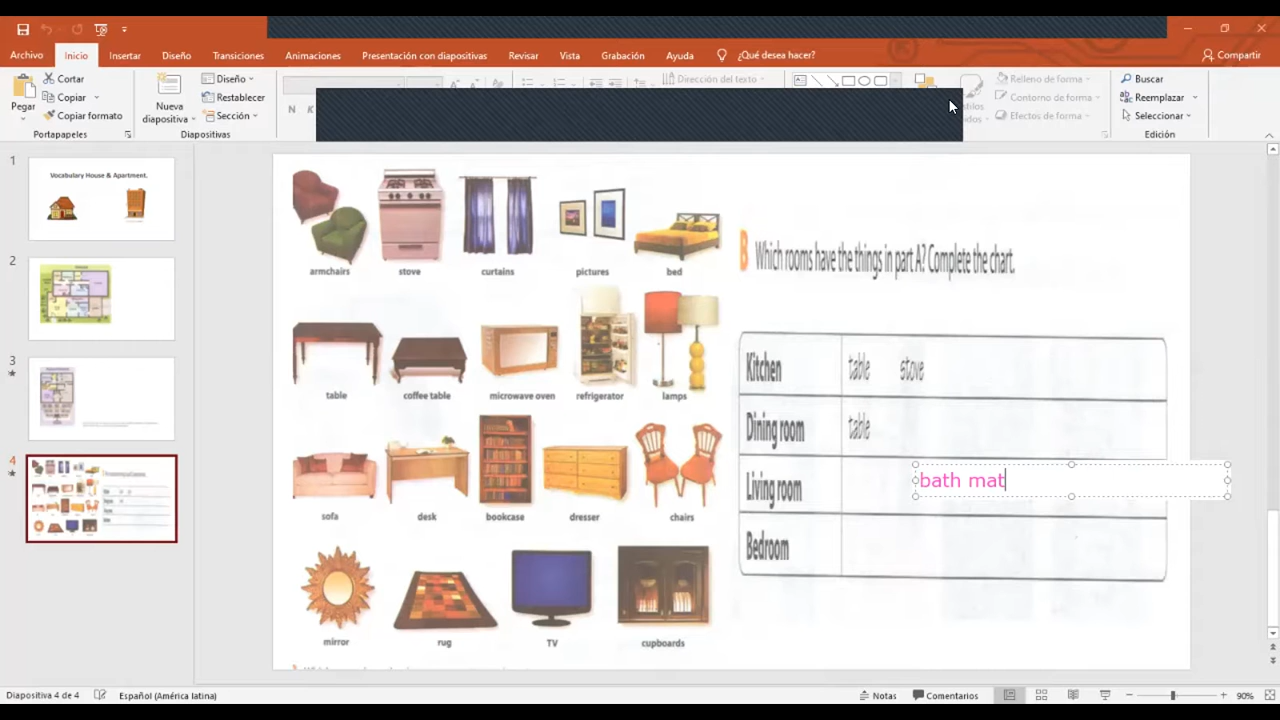 Archivo Inicio Insertar Diseño Transiciones Animaciones Presentación con diapositivas Revisar Vista Grabación Ayuda ¿Qué desea hacer? Compartir
Pegar
Cortar
Copiar
Copiar formato
Portapapeles
Nueva
diapositiva
Diseño
Restablecer
Sección
Diapositivas
N K
Dirección del texto
Relleno de forma
Contorno de forma
Efectos de forma
Buscar
Reemplazar
Seleccionar
Edición
1
Vocabulary House & Apartment.
2
3
4
armchairs stove curtains pictures bed
table coffee table microwave oven refrigerator lamps
sofa desk bookcase dresser chairs
mirror rug TV cupboards
B Which rooms have the things in part A? Complete the chart.
Kitchen table stove
Dining room table
Living room bath mat
Bedroom
Diapositiva 4 de 4 Español (América latina) Notas Comentarios 90%